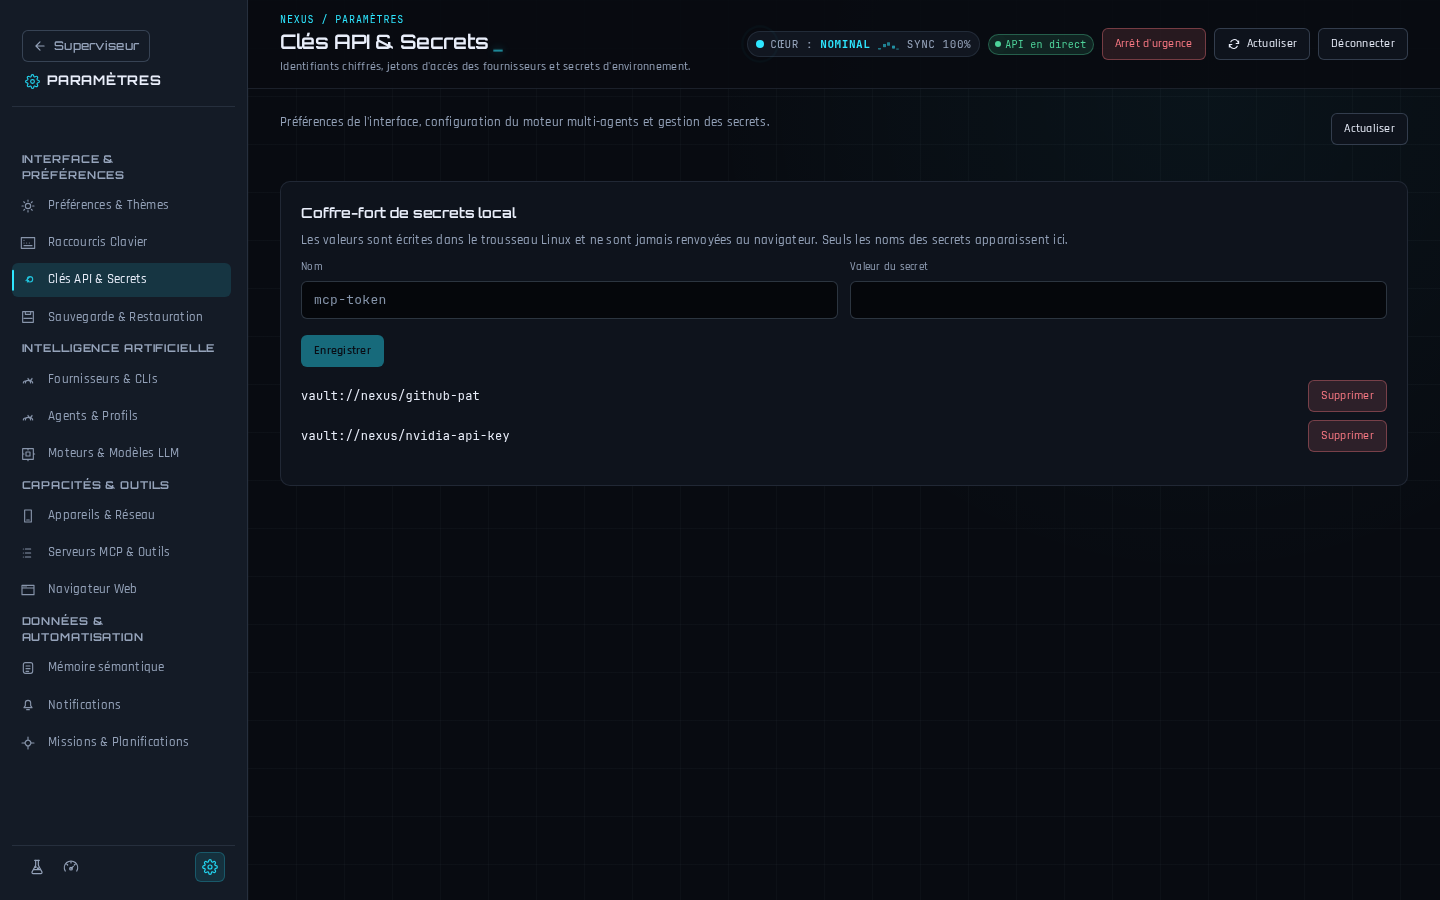 Superviseur
PARAMÈTRES
INTERFACE &
PRÉFÉRENCES
Préférences & Thèmes
Raccourcis Clavier
Clés API & Secrets
Sauvegarde & Restauration
INTELLIGENCE ARTIFICIELLE
Fournisseurs & CLIs
Agents & Profils
Moteurs & Modèles LLM
CAPACITÉS & OUTILS
Appareils & Réseau
Serveurs MCP & Outils
Navigateur Web
DONNÉES &
AUTOMATISATION
Mémoire sémantique
Notifications
Missions & Planifications
NEXUS / PARAMÈTRES
Clés API & Secrets _
Identifiants chiffrés, jetons d'accès des fournisseurs et secrets d'environnement.
CŒUR : NOMINAL SYNC 100%
API en direct
Arrêt d'urgence
Actualiser
Déconnecter
Préférences de l'interface, configuration du moteur multi-agents et gestion des secrets.
Actualiser
Coffre-fort de secrets local
Les valeurs sont écrites dans le trousseau Linux et ne sont jamais renvoyées au navigateur. Seuls les noms des secrets apparaissent ici.
Nom
Valeur du secret
mcp-token
Enregistrer
vault://nexus/github-pat
Supprimer
vault://nexus/nvidia-api-key
Supprimer